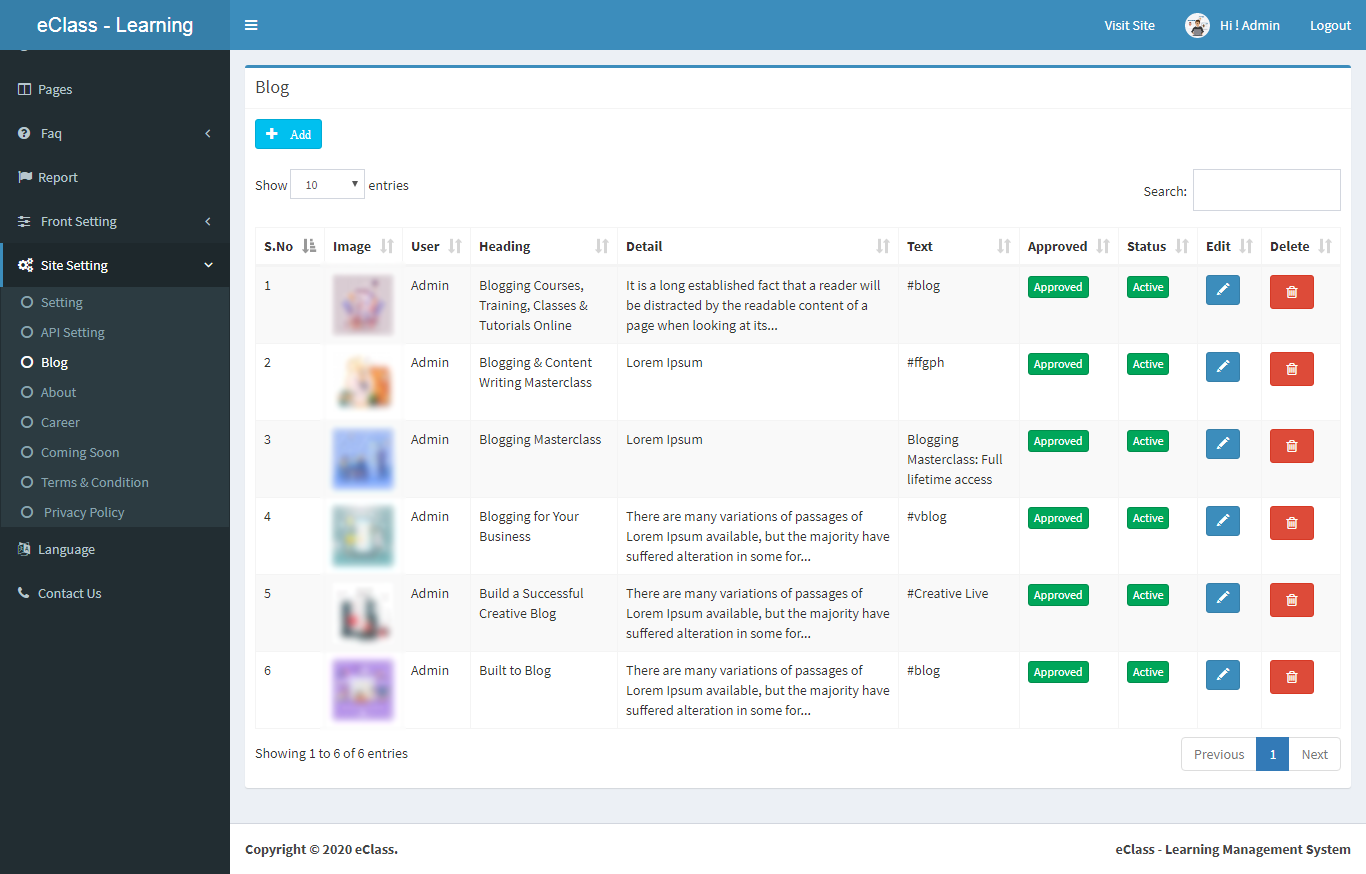 eClass - Learning
Visit Site
Hi ! Admin
Logout
Pages
Faq
Report
Front Setting
Site Setting
Setting
API Setting
Blog
About
Career
Coming Soon
Terms & Condition
Privacy Policy
Language
Contact Us
Blog
Add
Show 10 entries
Search:
S.No Image User Heading Detail Text Approved Status Edit Delete
1 Admin Blogging Courses, It is a long established fact that a reader will #blog Approved Active
Training, Classes & be distracted by the readable content of a
Tutorials Online page when looking at its...
2 Admin Blogging & Content Lorem Ipsum #ffgph Approved Active
Writing Masterclass
3 Admin Blogging Masterclass Lorem Ipsum Blogging Approved Active
Masterclass: Full
lifetime access
4 Admin Blogging for Your There are many variations of passages of #vblog Approved Active
Business Lorem Ipsum available, but the majority have
suffered alteration in some for...
5 Admin Build a Successful There are many variations of passages of #Creative Live Approved Active
Creative Blog Lorem Ipsum available, but the majority have
suffered alteration in some for...
6 Admin Built to Blog There are many variations of passages of #blog Approved Active
Lorem Ipsum available, but the majority have
suffered alteration in some for...
Showing 1 to 6 of 6 entries
Previous 1 Next
Copyright © 2020 eClass.
eClass - Learning Management System